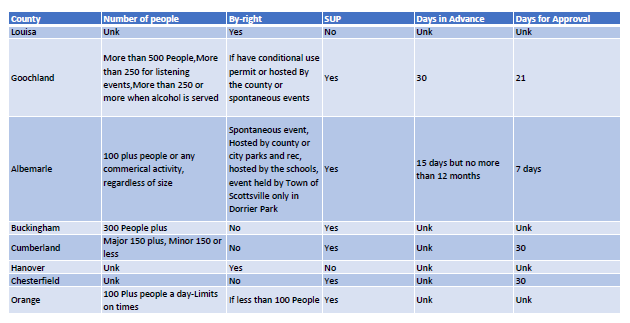 County Number of people By-right SUP Days in Advance Days for Approval
Louisa Unk Yes No Unk Unk
Goochland
More than 500 People,More
than 250 for listening
events,More than 250 or
more when alcohol is served
If have conditional use
permit or hosted By
the county or
spontaneous events
Yes
30
21
Albemarle
100 plus people or any
commerical activity,
regardless of size
Spontaneous event,
Hosted by county or
city parks and rec,
hosted by the schools,
event held by Town of
Scottsville only in
Dorrier Park
Yes
15 days but no more
than 12 months
7 days
Buckingham 300 People plus No Yes Unk Unk
Cumberland
Major 150 plus, Minor 150 or
less
No
Yes
Unk
30
Hanover Unk Yes No Unk Unk
Chesterfield Unk No Yes Unk 30
Orange
100 Plus people a day-Limits
on times
If less than 100 People
Yes
Unk
Unk